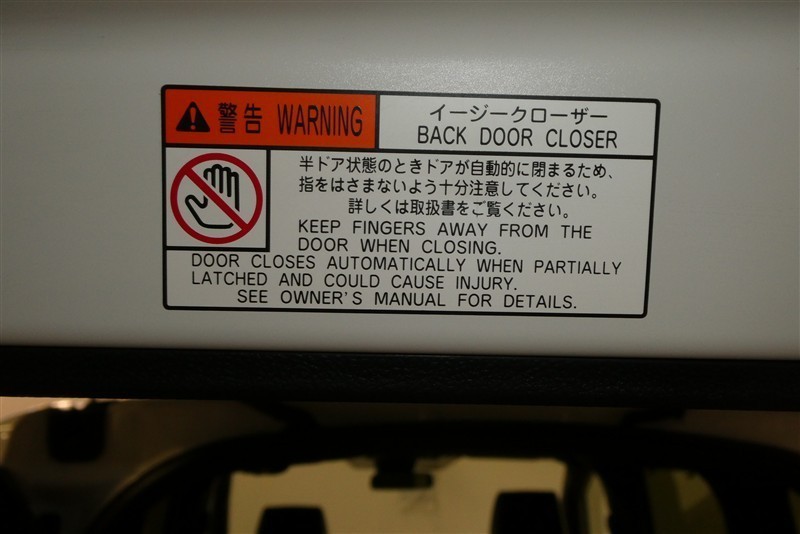 警告 WARNING
イージークローザー
BACK DOOR CLOSER
半ドア状態のときドアが自動的に閉まるため、
指をはさまないよう十分注意してください。
詳しくは取扱書をご覧ください。
KEEP FINGERS AWAY FROM THE
DOOR WHEN CLOSING.
DOOR CLOSES AUTOMATICALLY WHEN PARTIALLY
LATCHED AND COULD CAUSE INJURY.
SEE OWNER'S MANUAL FOR DETAILS.